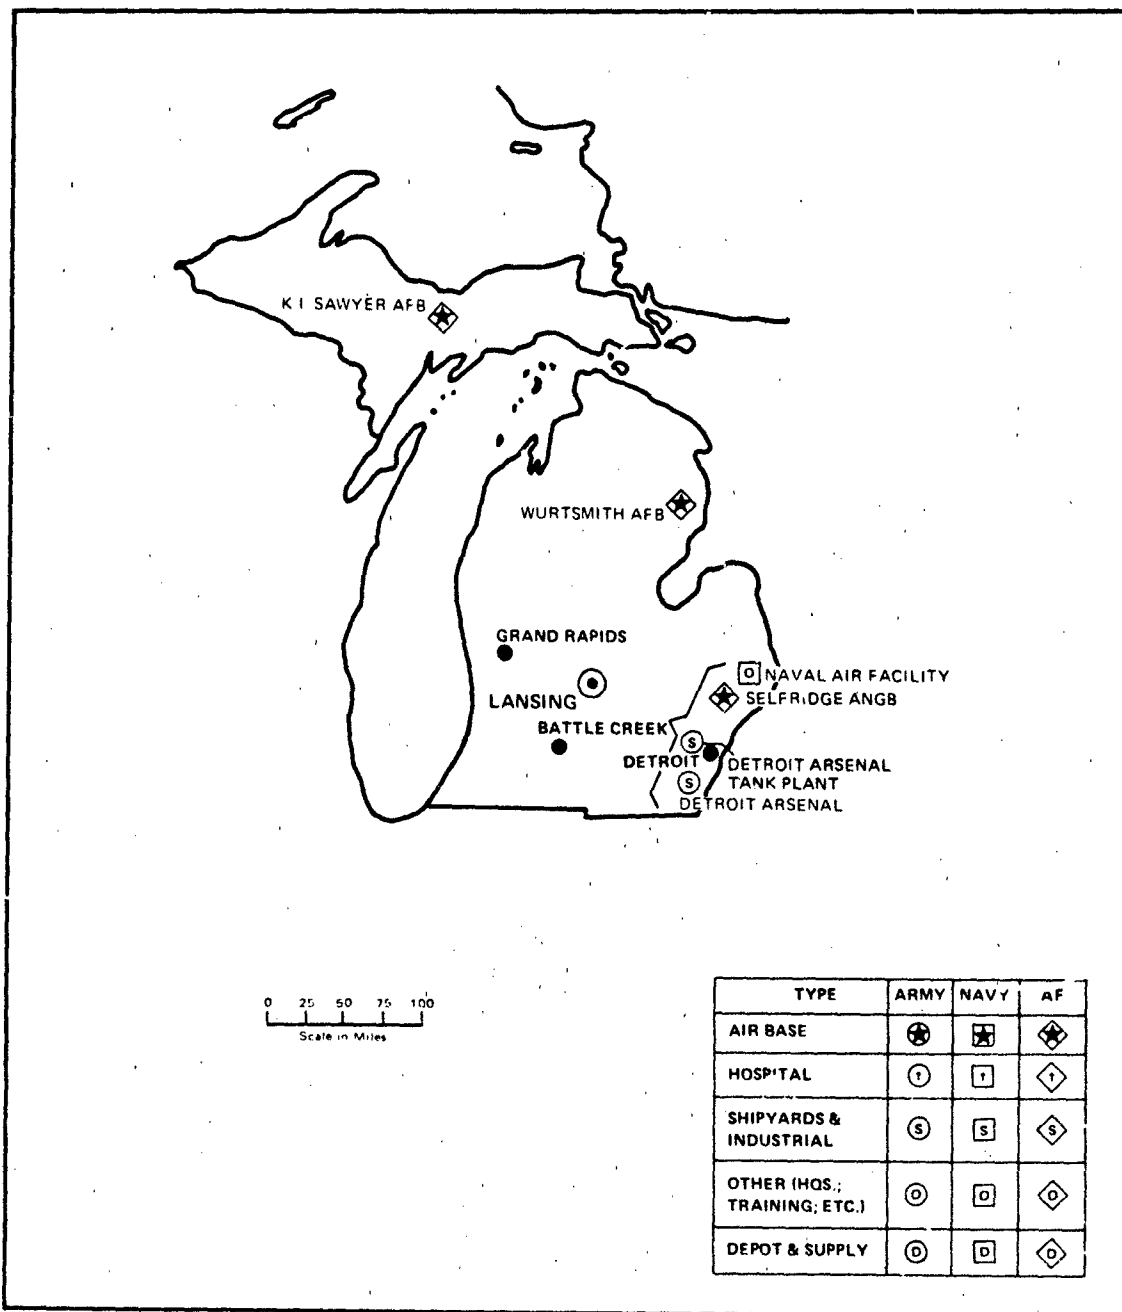 K I SAWYER AFB
WURTSMITH AFB
GRAND RAPIDS
LANSING
BATTLE CREEK
O NAVAL AIR FACILITY
SELFRIDGE ANGB
S
DETROIT
DETROIT ARSENAL
TANK PLANT
S
DETROIT ARSENAL
0 25 50 75 100
Scale in Miles
TYPE ARMY NAVY AF
AIR BASE
HOSPITAL
SHIPYARDS &
INDUSTRIAL S S S
OTHER (HQS.;
TRAINING; ETC.) O O O
DEPOT & SUPPLY D D D